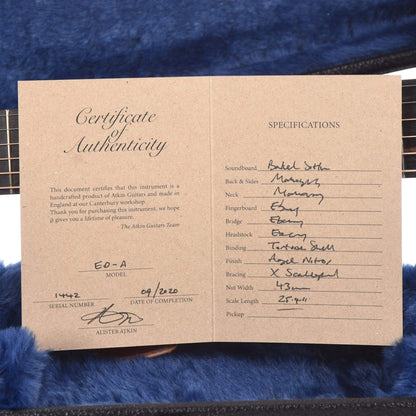 Certificate
of
Authenticity
This document certifies that this instrument is a
handcrafted product of Atkin Guitars and made in
England at our Canterbury workshop.
Thank you for purchasing this instrument, we hope
it gives you a lifetime of pleasure.
- The Atkin Guitars Team
EO-A
MODEL
1442 09/2020
SERIAL NUMBER DATE OF COMPLETION
ALISTER ATKIN
SPECIFICATIONS
Soundboard Baked Sitka
Back & Sides Mahogany
Neck Mahogany
Fingerboard Ebony
Bridge Ebony
Headstock Ebony
Binding Tortoise Shell
Finish Aged Nitro
Bracing X Scalloped
Nut Width 43mm
Scale Length 25.4"
Pickup